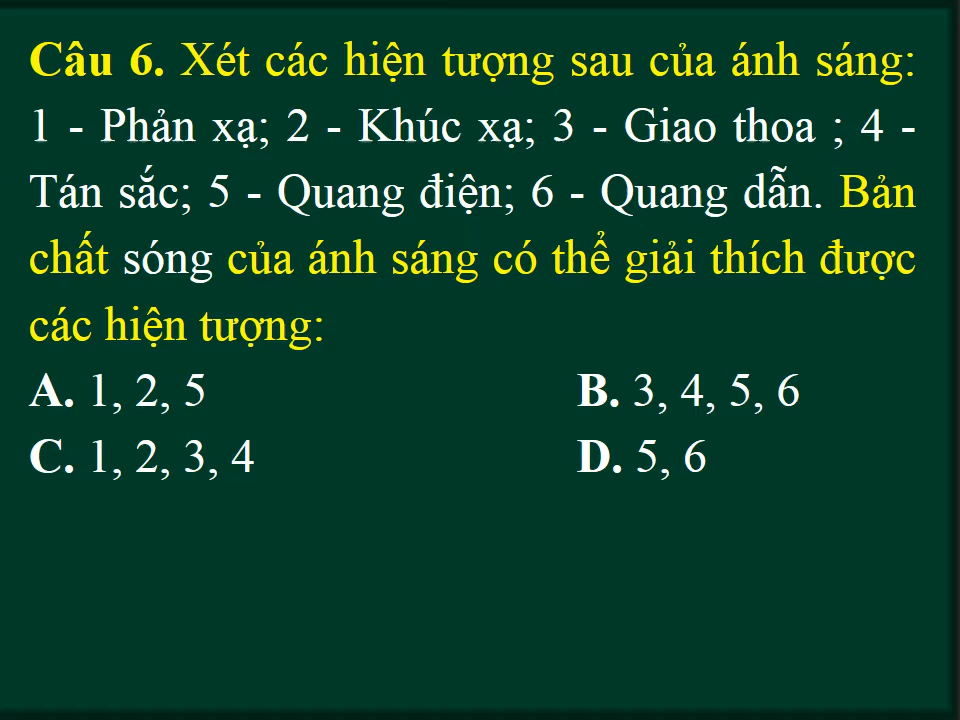 Câu 6. Xét các hiện tượng sau của ánh sáng:
1 - Phản xạ; 2 - Khúc xạ; 3 - Giao thoa ; 4 -
Tán sắc; 5 - Quang điện; 6 - Quang dẫn. Bản
chất sóng của ánh sáng có thể giải thích được
các hiện tượng:
A. 1, 2, 5 B. 3, 4, 5, 6
C. 1, 2, 3, 4 D. 5, 6